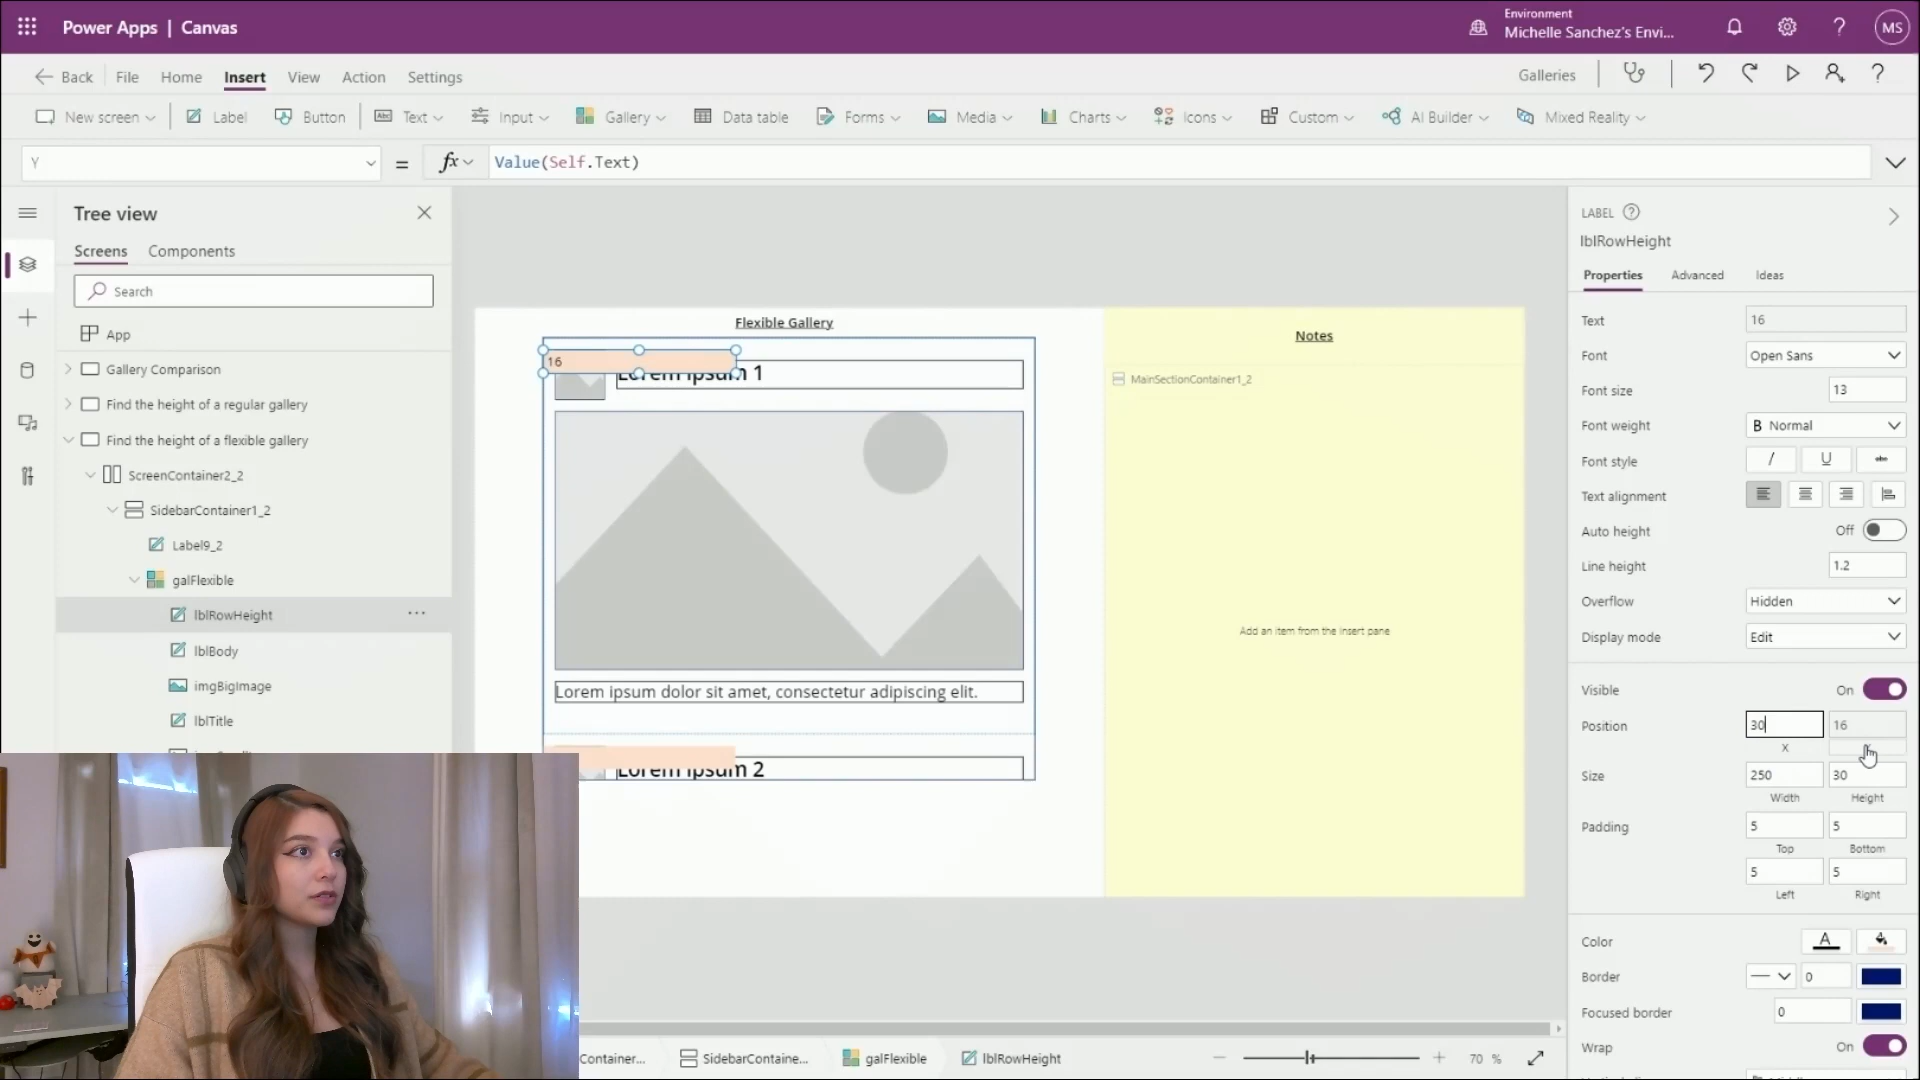 Power Apps | Canvas
Environment
Michelle Sanchez's Envi...
MS
Back File Home Insert View Action Settings
Galleries
New screen Label Button Text Input Gallery Data table Forms Media Charts Icons Custom AI Builder Mixed Reality
Y = fx Value(Self.Text)
Tree view
Screens Components
Search
App
Gallery Comparison
Find the height of a regular gallery
Find the height of a flexible gallery
ScreenContainer2_2
SidebarContainer1_2
Label9_2
galFlexible
lblRowHeight ...
lblBody
imgBigImage
lblTitle
Flexible Gallery
16
Lorem ipsum 1
Lorem ipsum dolor sit amet, consectetur adipiscing elit.
Lorem ipsum 2
Notes
MainSectionContainer1_2
Add an item from the insert pane
LABEL ?
lblRowHeight
Properties Advanced Ideas
Text 16
Font Open Sans
Font size 13
Font weight B Normal
Font style / U abc
Text alignment
Auto height Off
Line height 1.2
Overflow Hidden
Display mode Edit
Visible On
Position 30 16
X
Size 250 30
Width Height
Padding 5 5
Top Bottom
5 5
Left Right
Color A
Border 0
Focused border 0
Wrap On
Container... SidebarContaine... galFlexible lblRowHeight
70 %